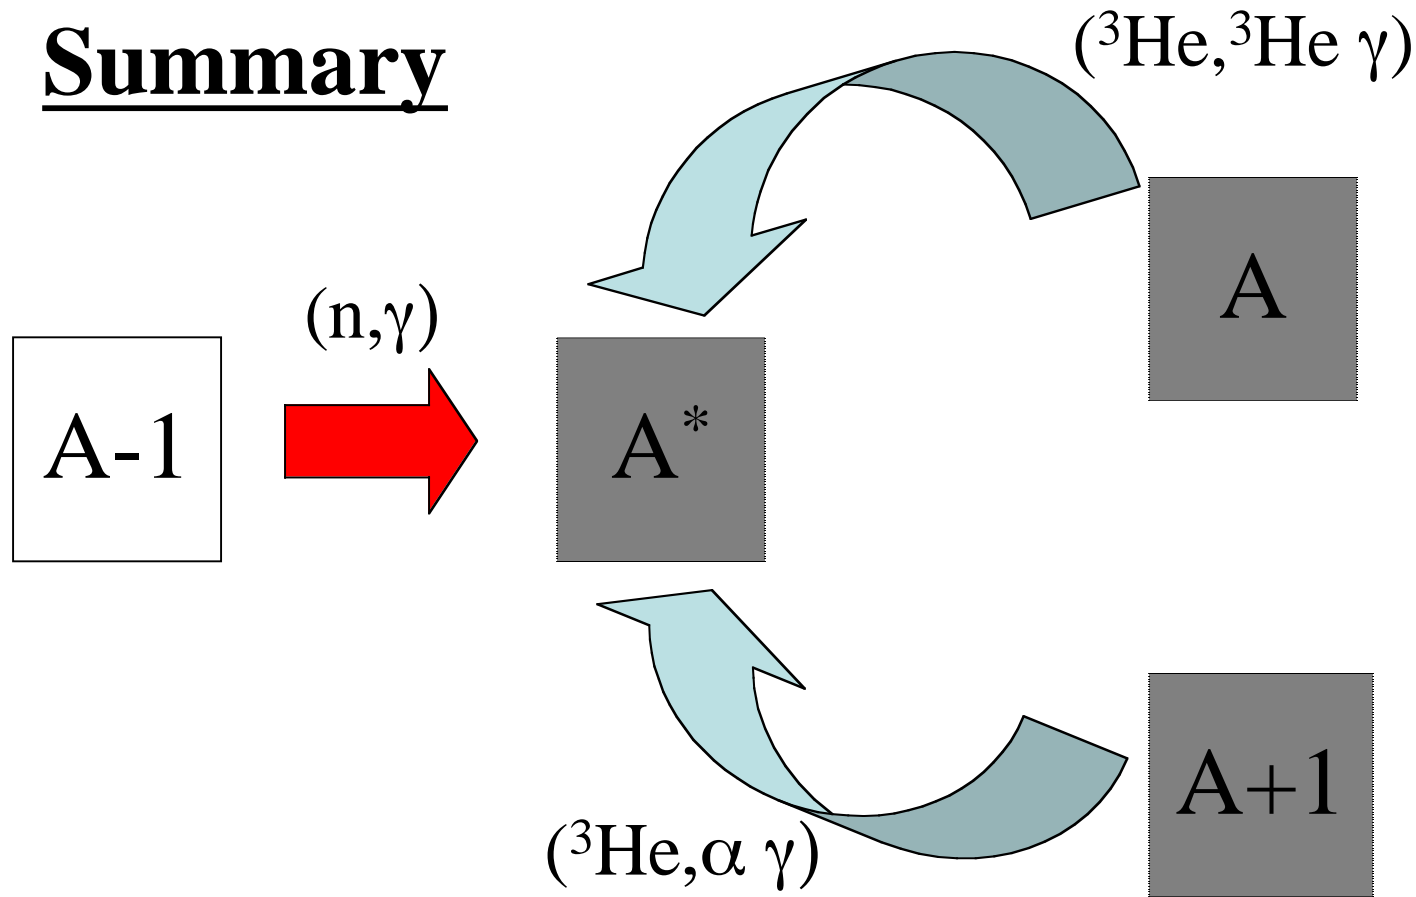 Summary
(³He,³He γ)
A
(n,γ)
A-1
A*
A+1
(³He,α γ)